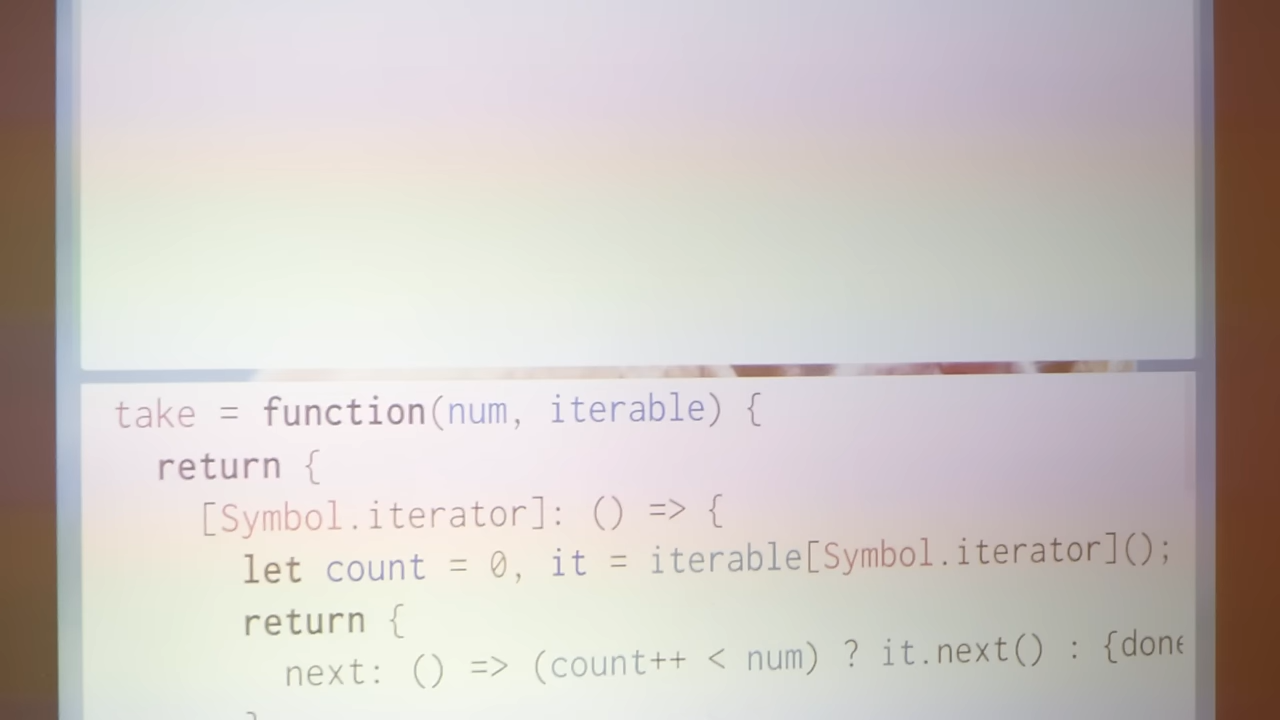 take = function(num, iterable) {
return {
[Symbol.iterator]: () => {
let count = 0, it = iterable[Symbol.iterator]();
return {
next: () => (count++ < num) ? it.next() : {done
}